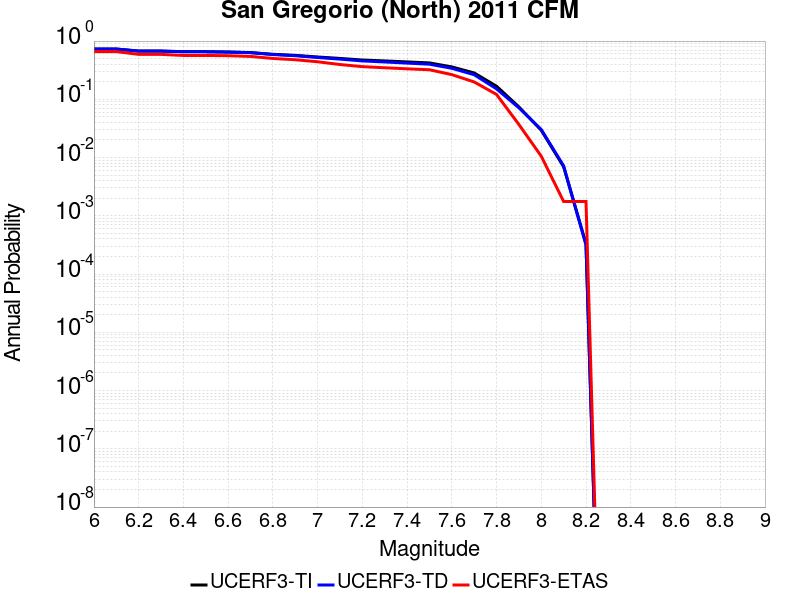 San Gregorio (North) 2011 CFM
10^0
10^-1
10^-2
10^-3
10^-4
10^-5
10^-6
10^-7
10^-8
Annual Probability
6 6.2 6.4 6.6 6.8 7 7.2 7.4 7.6 7.8 8 8.2 8.4 8.6 8.8 9
Magnitude
UCERF3-TI UCERF3-TD UCERF3-ETAS